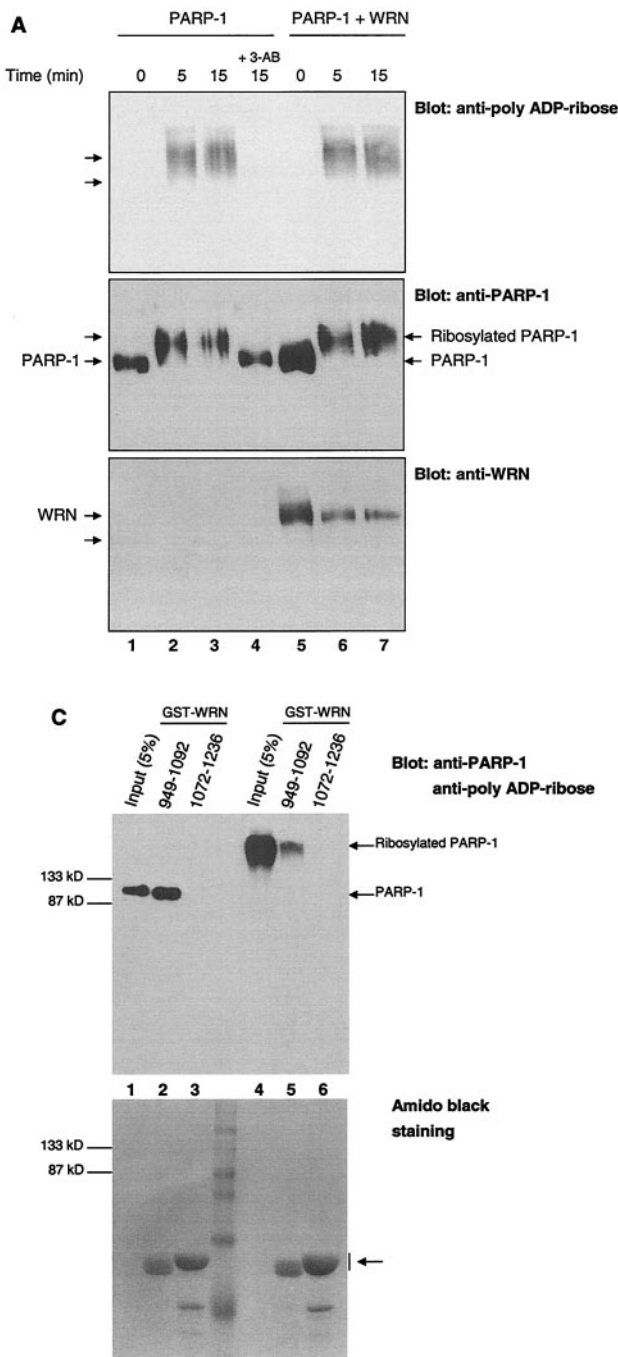 A
PARP-1 PARP-1 + WRN
+ 3-AB
Time (min) 0 5 15 15 0 5 15
Blot: anti-poly ADP-ribose
Blot: anti-PARP-1
Ribosylated PARP-1
PARP-1 PARP-1
Blot: anti-WRN
WRN
1 2 3 4 5 6 7
C
GST-WRN GST-WRN
Input (5%) 949-1092 1072-1236 Input (5%) 949-1092 1072-1236
Blot: anti-PARP-1
anti-poly ADP-ribose
Ribosylated PARP-1
133 kD
PARP-1
87 kD
1 2 3 4 5 6
Amido black
staining
133 kD
87 kD